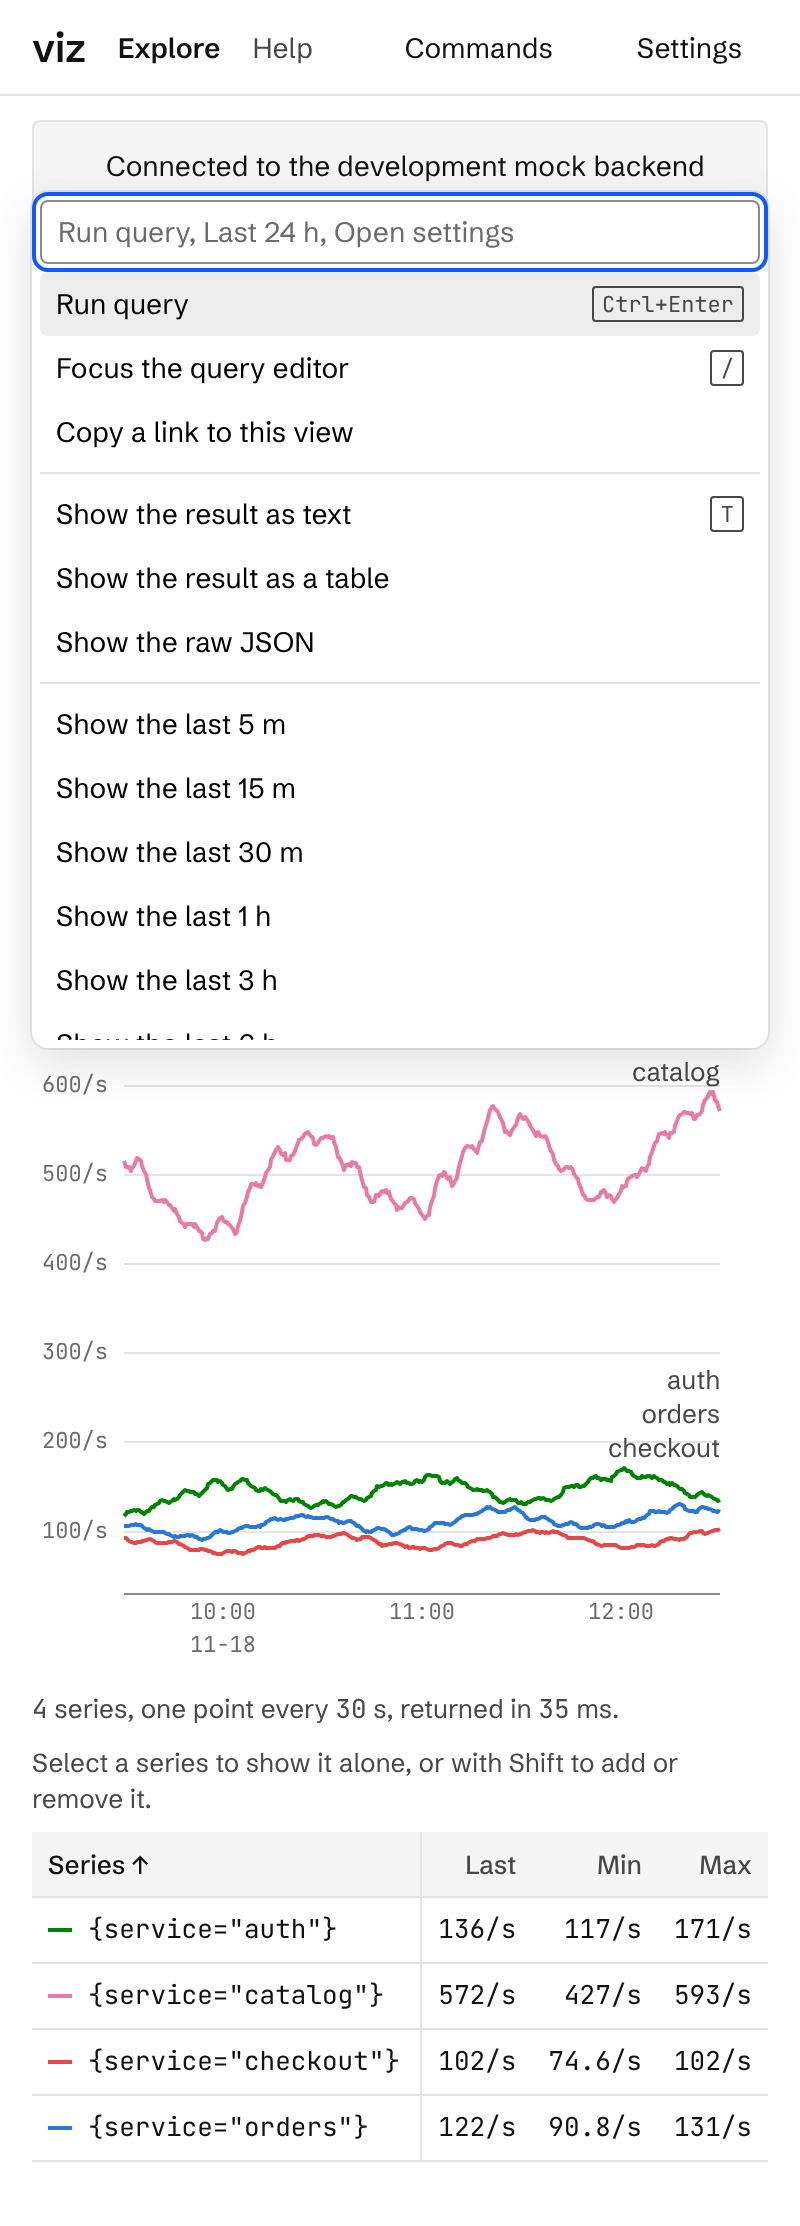 viz Explore Help Commands Settings
Connected to the development mock backend
Run query, Last 24 h, Open settings
Run query Ctrl+Enter
Focus the query editor /
Copy a link to this view
Show the result as text T
Show the result as a table
Show the raw JSON
Show the last 5 m
Show the last 15 m
Show the last 30 m
Show the last 1 h
Show the last 3 h
Show the last
catalog
600/s
500/s
400/s
300/s
auth
orders
200/s
checkout
100/s
10:00 11:00 12:00
11-18
4 series, one point every 30 s, returned in 35 ms.
Select a series to show it alone, or with Shift to add or
remove it.
Series ↑ Last Min Max
{service="auth"} 136/s 117/s 171/s
{service="catalog"} 572/s 427/s 593/s
{service="checkout"} 102/s 74.6/s 102/s
{service="orders"} 122/s 90.8/s 131/s